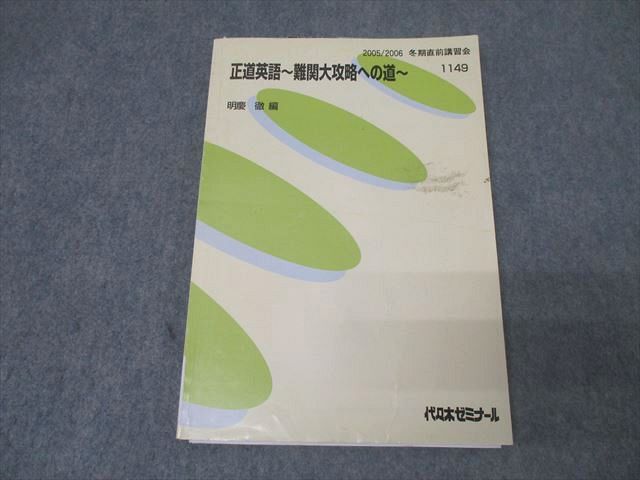 2005/2006 冬期直前講習会
正道英語～難関大攻略への道～
1149
明慶 徹 編
代々木ゼミナール